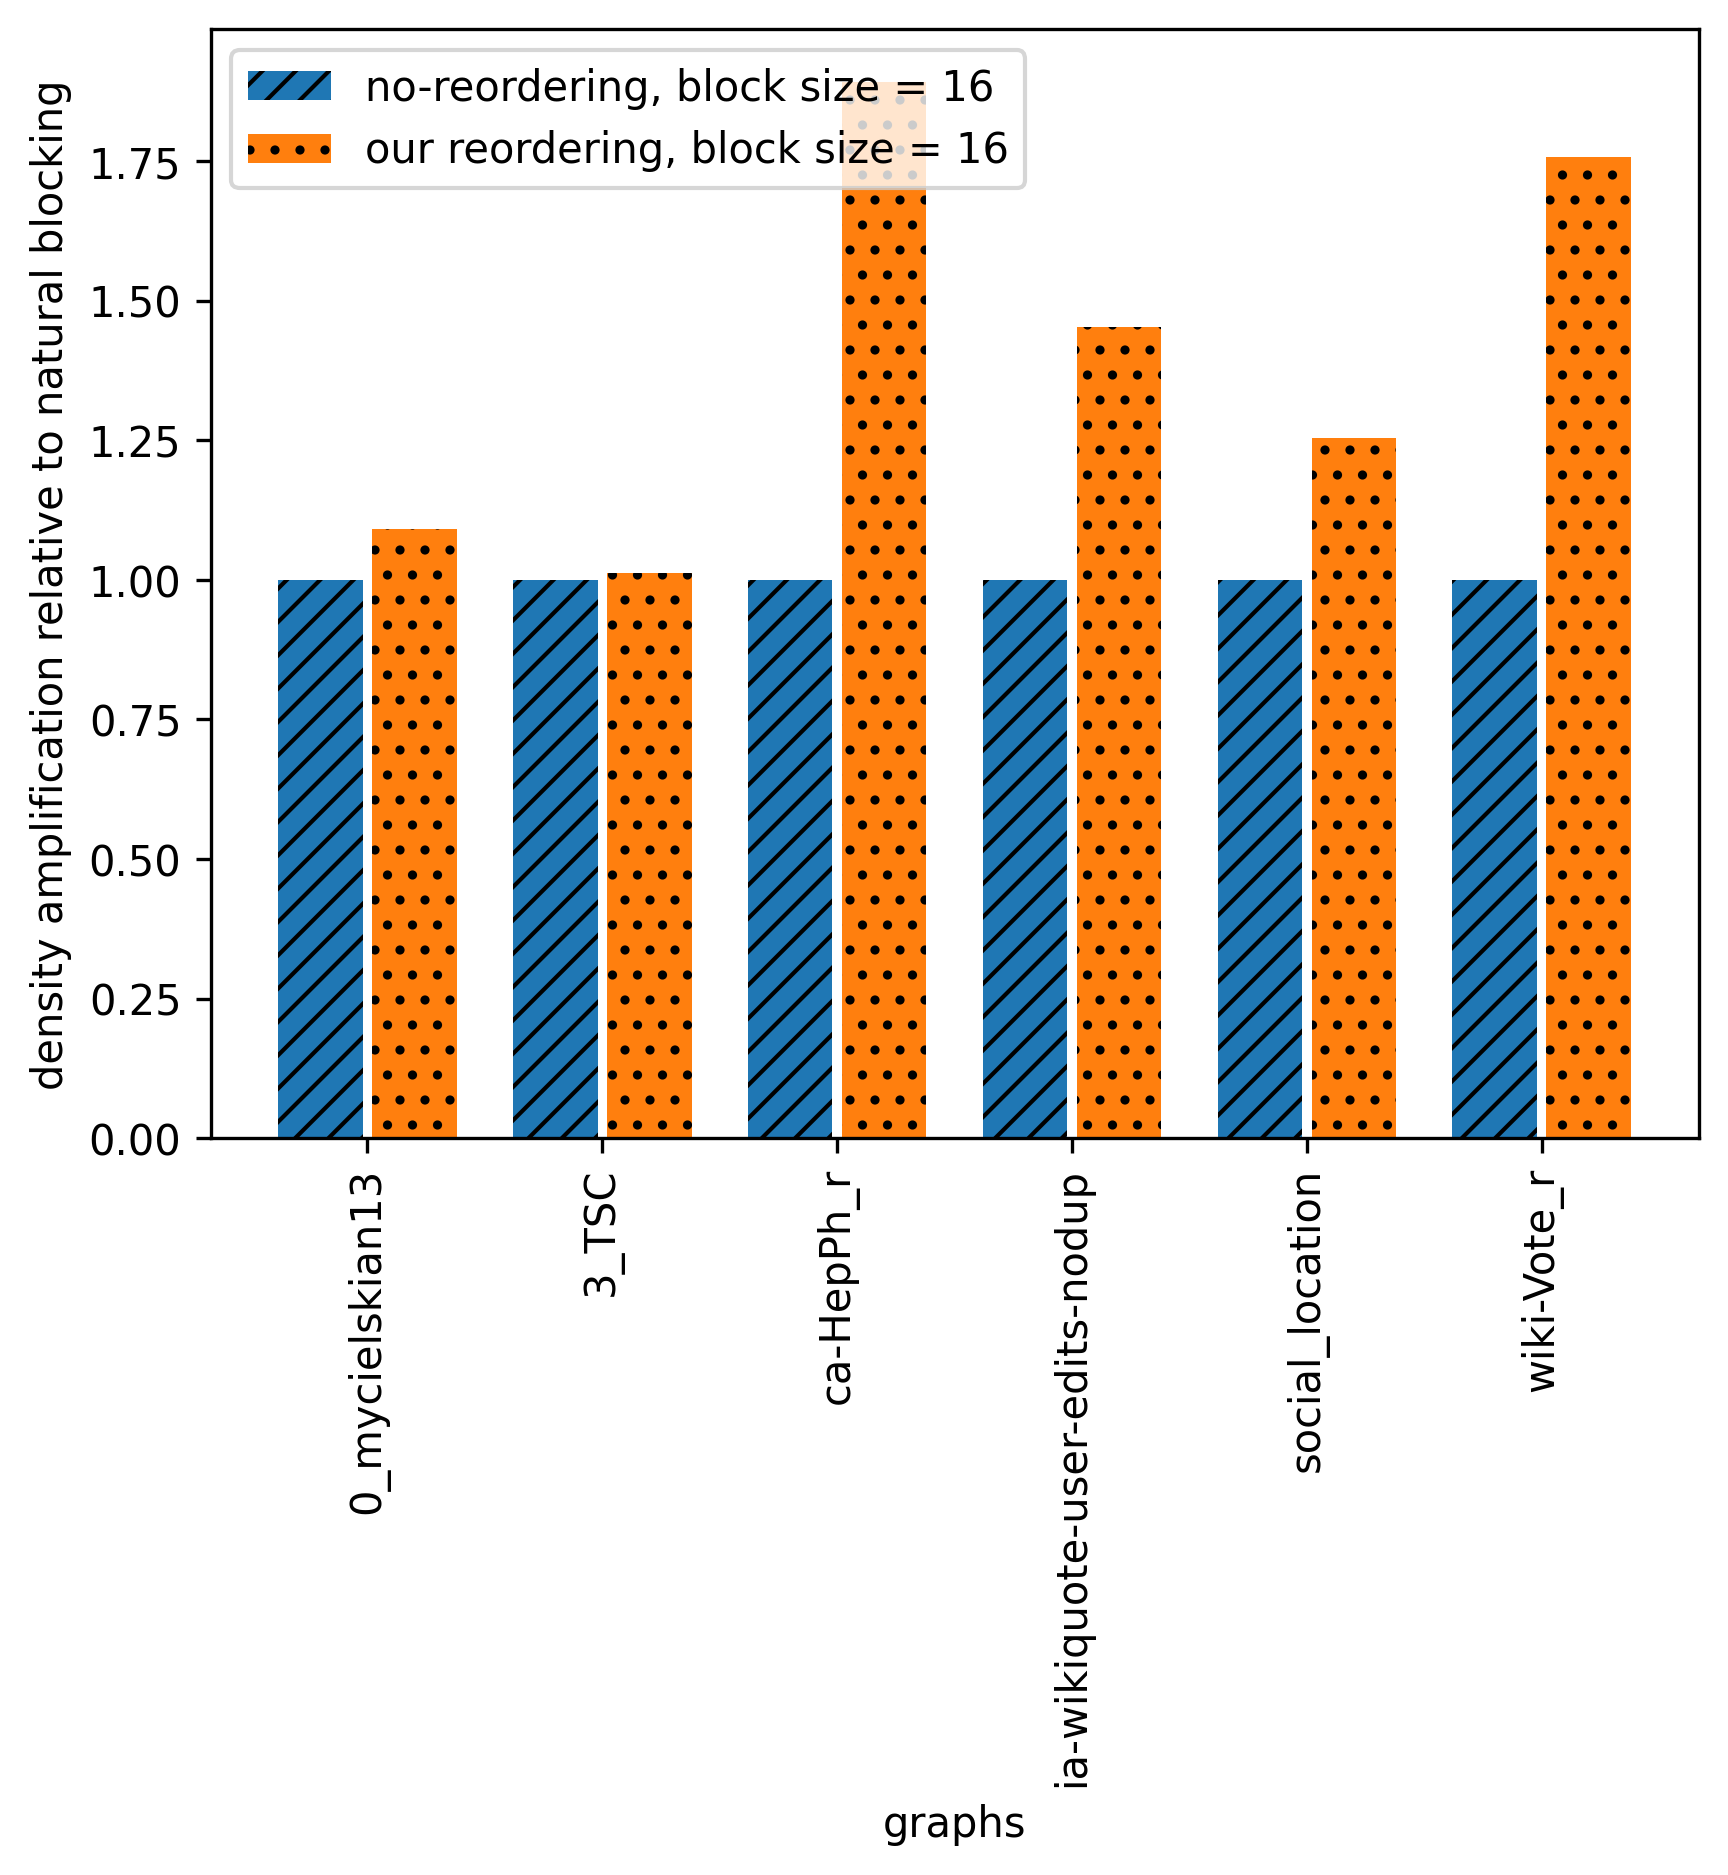 no-reordering, block size = 16
our reordering, block size = 16
density amplification relative to natural blocking
1.75
1.50
1.25
1.00
0.75
0.50
0.25
0.00
0_mycielskian13
3_TSC
ca-HepPh_r
ia-wikiquote-user-edits-nodup
social_location
wiki-Vote_r
graphs